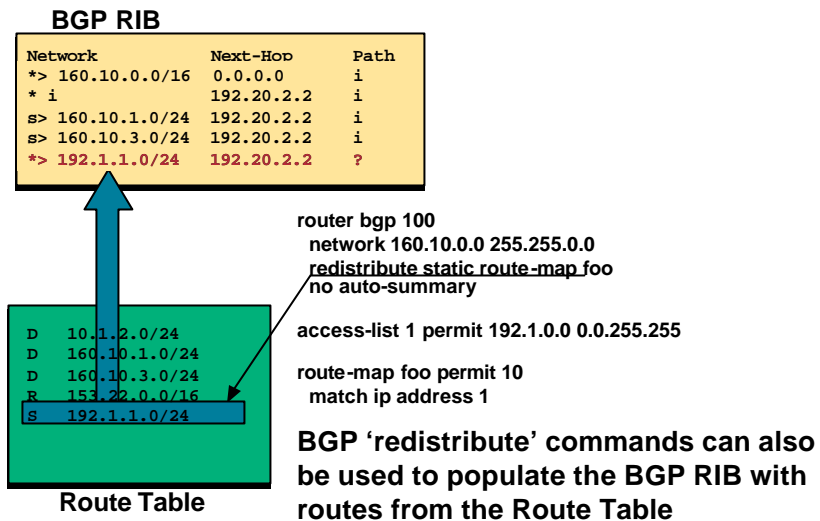 BGP RIB
Network Next-Hop Path
*> 160.10.0.0/16 0.0.0.0 i
* i 192.20.2.2 i
s> 160.10.1.0/24 192.20.2.2 i
s> 160.10.3.0/24 192.20.2.2 i
*> 192.1.1.0/24 192.20.2.2 ?
router bgp 100
network 160.10.0.0 255.255.0.0
redistribute static route-map foo
no auto-summary
access-list 1 permit 192.1.0.0 0.0.255.255
route-map foo permit 10
match ip address 1
D 10.1.2.0/24
D 160.10.1.0/24
D 160.10.3.0/24
R 153.22.0.0/16
S 192.1.1.0/24
Route Table
BGP ‘redistribute’ commands can also
be used to populate the BGP RIB with
routes from the Route Table